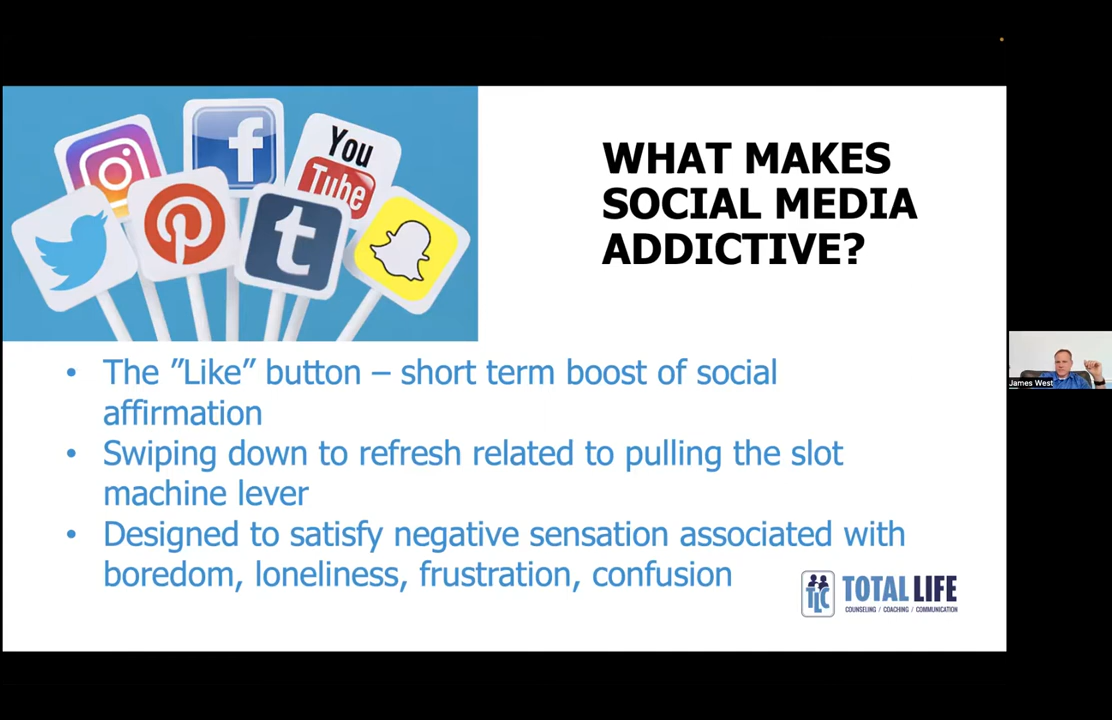 You
Tube
WHAT MAKES
SOCIAL MEDIA
ADDICTIVE?
• The ”Like” button – short term boost of social
affirmation
• Swiping down to refresh related to pulling the slot
machine lever
• Designed to satisfy negative sensation associated with
boredom, loneliness, frustration, confusion
TLC
TOTAL LIFE
COUNSELING / COACHING / COMMUNICATION
James West